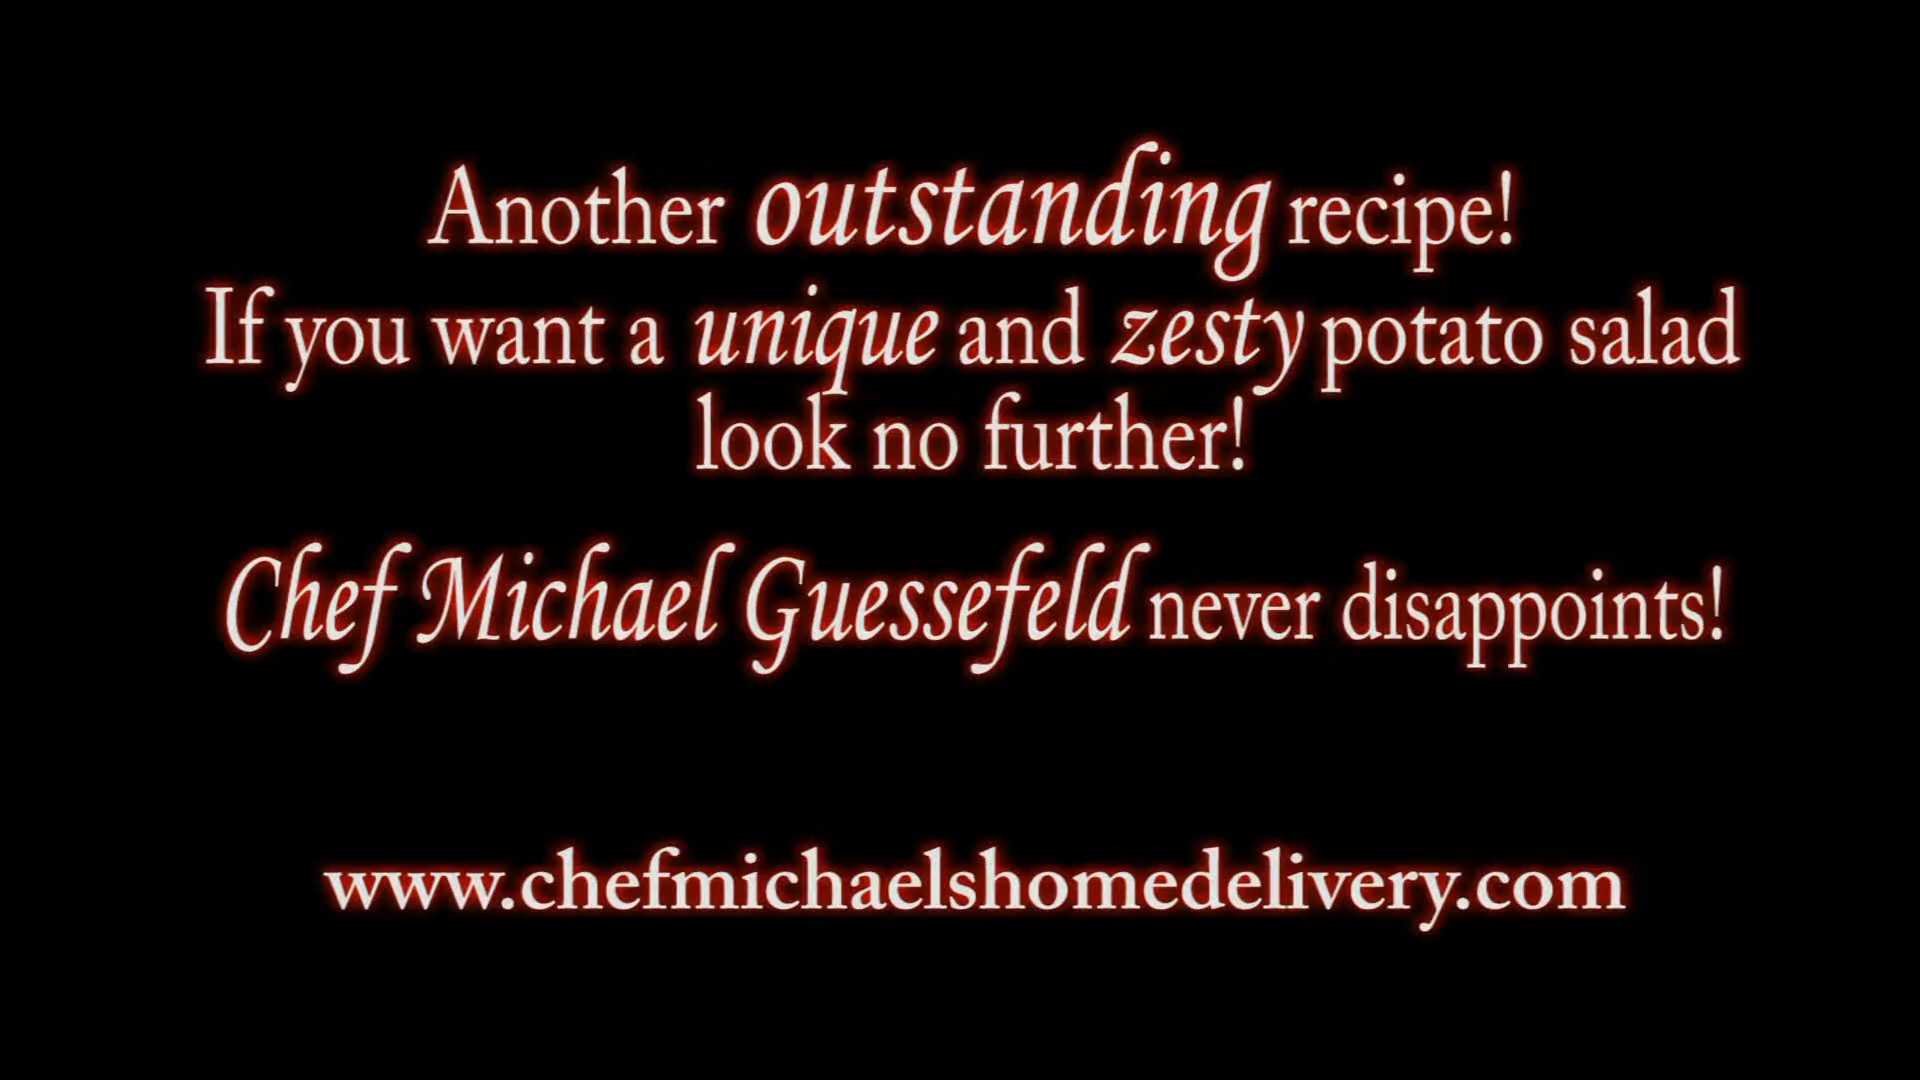 Another outstanding recipe!
If you want a unique and zesty potato salad
look no further!
Chef Michael Guessefeld never disappoints!
www.chefmichaelshomedelivery.com